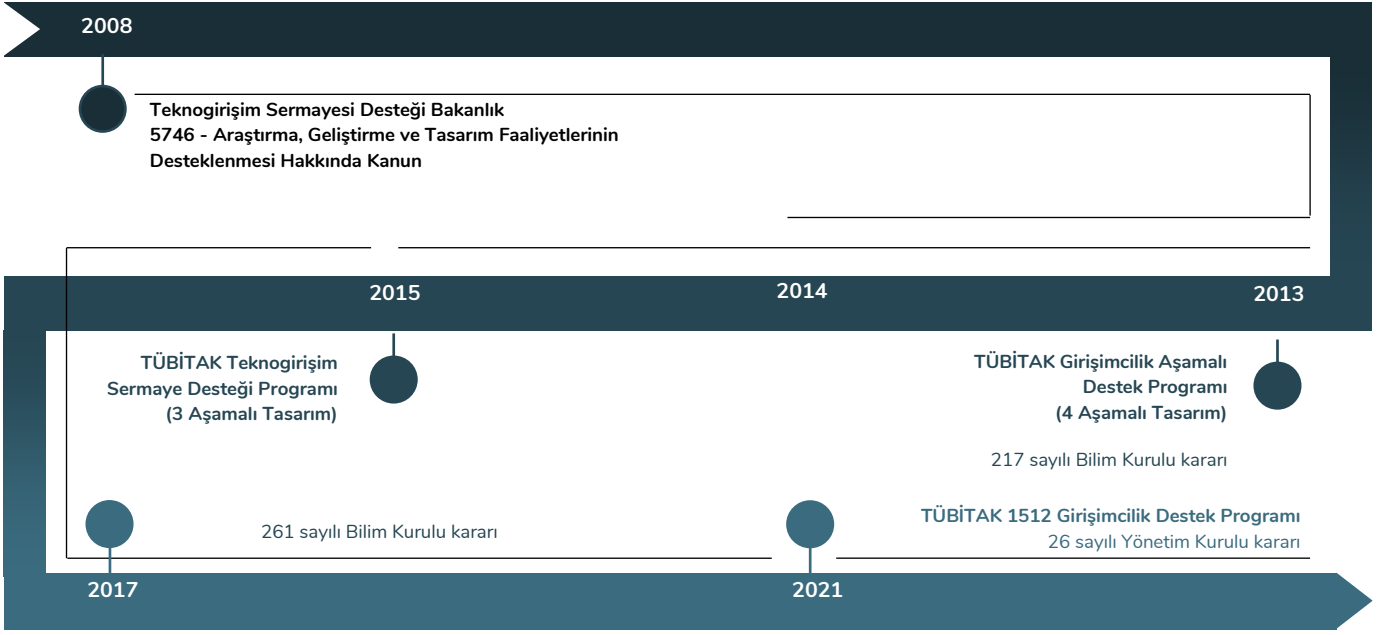 2008
Teknogirişim Sermayesi Desteği Bakanlık
5746 - Araştırma, Geliştirme ve Tasarım Faaliyetlerinin
Desteklenmesi Hakkında Kanun
2013
TÜBİTAK Girişimcilik Aşamalı
Destek Programı
(4 Aşamalı Tasarım)
217 sayılı Bilim Kurulu kararı
2014
2015
TÜBİTAK Teknogirişim
Sermaye Desteği Programı
(3 Aşamalı Tasarım)
261 sayılı Bilim Kurulu kararı
2017
2021
TÜBİTAK 1512 Girişimcilik Destek Programı
26 sayılı Yönetim Kurulu kararı